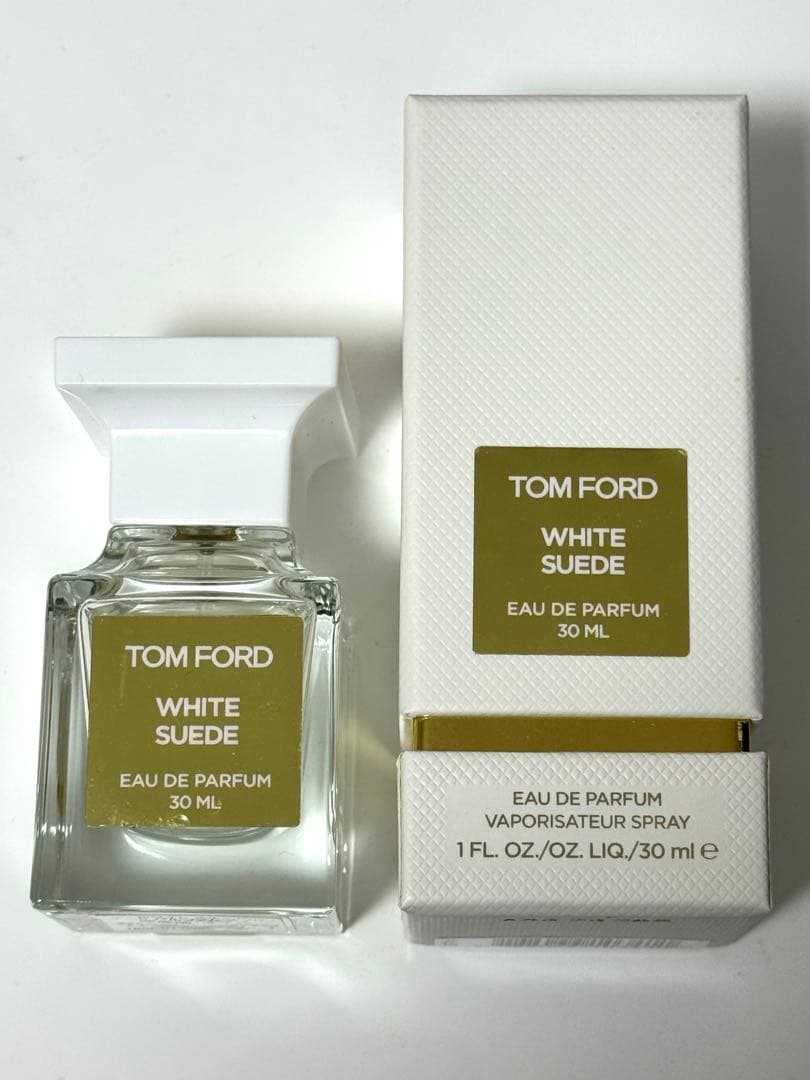 TOM FORD
WHITE
SUEDE
EAU DE PARFUM
30 ML
TOM FORD
WHITE
SUEDE
EAU DE PARFUM
30 ML
EAU DE PARFUM
VAPORISATEUR SPRAY
1 FL. OZ./OZ. LIQ./30 ml ℮